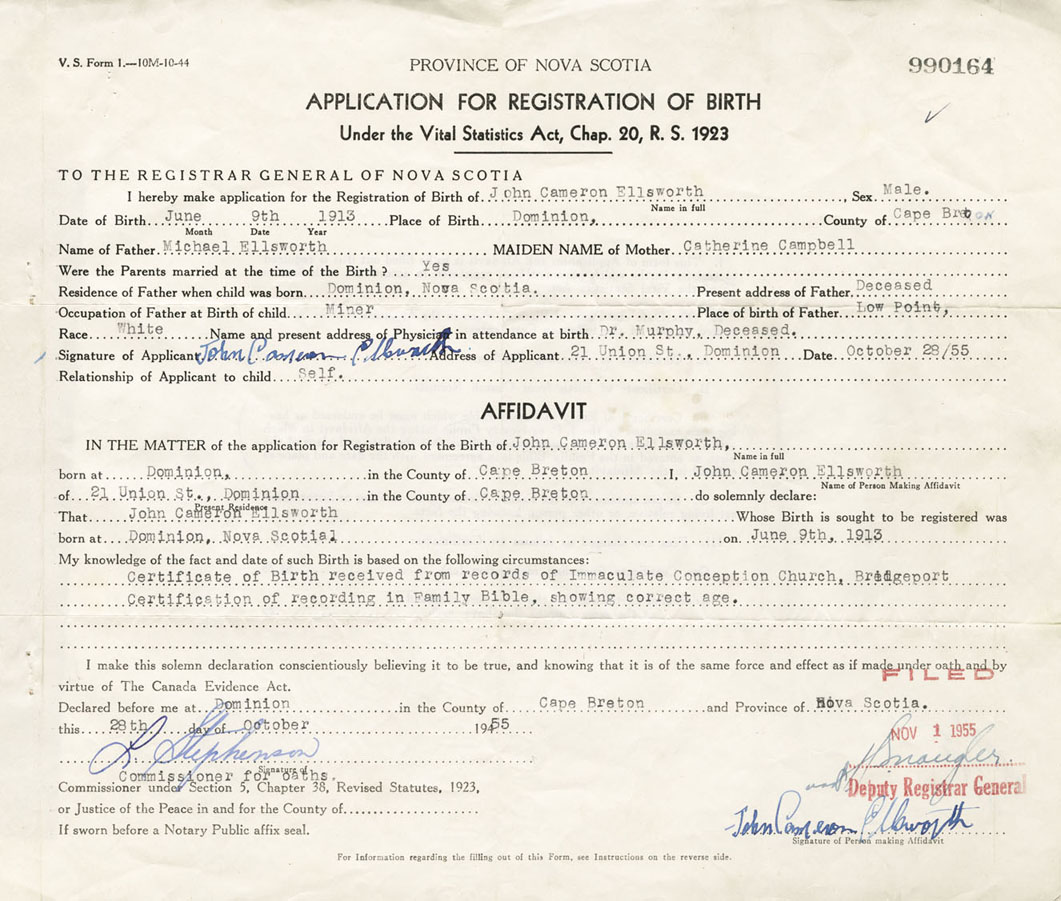 V. S. Form 1.—10M-10-44
PROVINCE OF NOVA SCOTIA
990164
APPLICATION FOR REGISTRATION OF BIRTH
Under the Vital Statistics Act, Chap. 20, R. S. 1923
TO THE REGISTRAR GENERAL OF NOVA SCOTIA
I hereby make application for the Registration of Birth of John Cameron Ellsworth, Sex Male.
Name in full
Date of Birth June 9th 1913 Place of Birth Dominion, County of Cape Breton
Month Date Year
Name of Father Michael Ellsworth MAIDEN NAME of Mother Catherine Campbell
Were the Parents married at the time of the Birth? Yes
Residence of Father when child was born Dominion, Nova Scotia. Present address of Father Deceased
Occupation of Father at Birth of child Miner Place of birth of Father Low Point,
Race White Name and present address of Physician in attendance at birth Dr. Murphy, Deceased.
Signature of Applicant John Cameron Ellsworth Address of Applicant 21 Union St., Dominion Date October 28/55
Relationship of Applicant to child Self.
AFFIDAVIT
IN THE MATTER of the application for Registration of the Birth of John Cameron Ellsworth,
Name in full
born at Dominion, in the County of Cape Breton I, John Cameron Ellsworth
Name of Person Making Affidavit
of 21 Union St., Dominion in the County of Cape Breton do solemnly declare:
Present Residence
That John Cameron Ellsworth Whose Birth is sought to be registered was
born at Dominion, Nova Scotial on June 9th, 1913
My knowledge of the fact and date of such Birth is based on the following circumstances:
Certificate of Birth received from records of Immaculate Conception Church, Bridgeport
Certification of recording in Family Bible, showing correct age.
I make this solemn declaration conscientiously believing it to be true, and knowing that it is of the same force and effect as if made under oath and by
virtue of The Canada Evidence Act.
FILED
Declared before me at Dominion in the County of Cape Breton and Province of Nova Scotia.
this 28th day of October 1955
NOV 1 1955
L Stephenson
Signature of
Commissioner for oaths.
Commissioner under Section 5, Chapter 38, Revised Statutes, 1923,
Deputy Registrar General
or Justice of the Peace in and for the County of
John Cameron Ellsworth
If sworn before a Notary Public affix seal.
Signature of Person making Affidavit
For Information regarding the filling out of this Form, see Instructions on the reverse side.